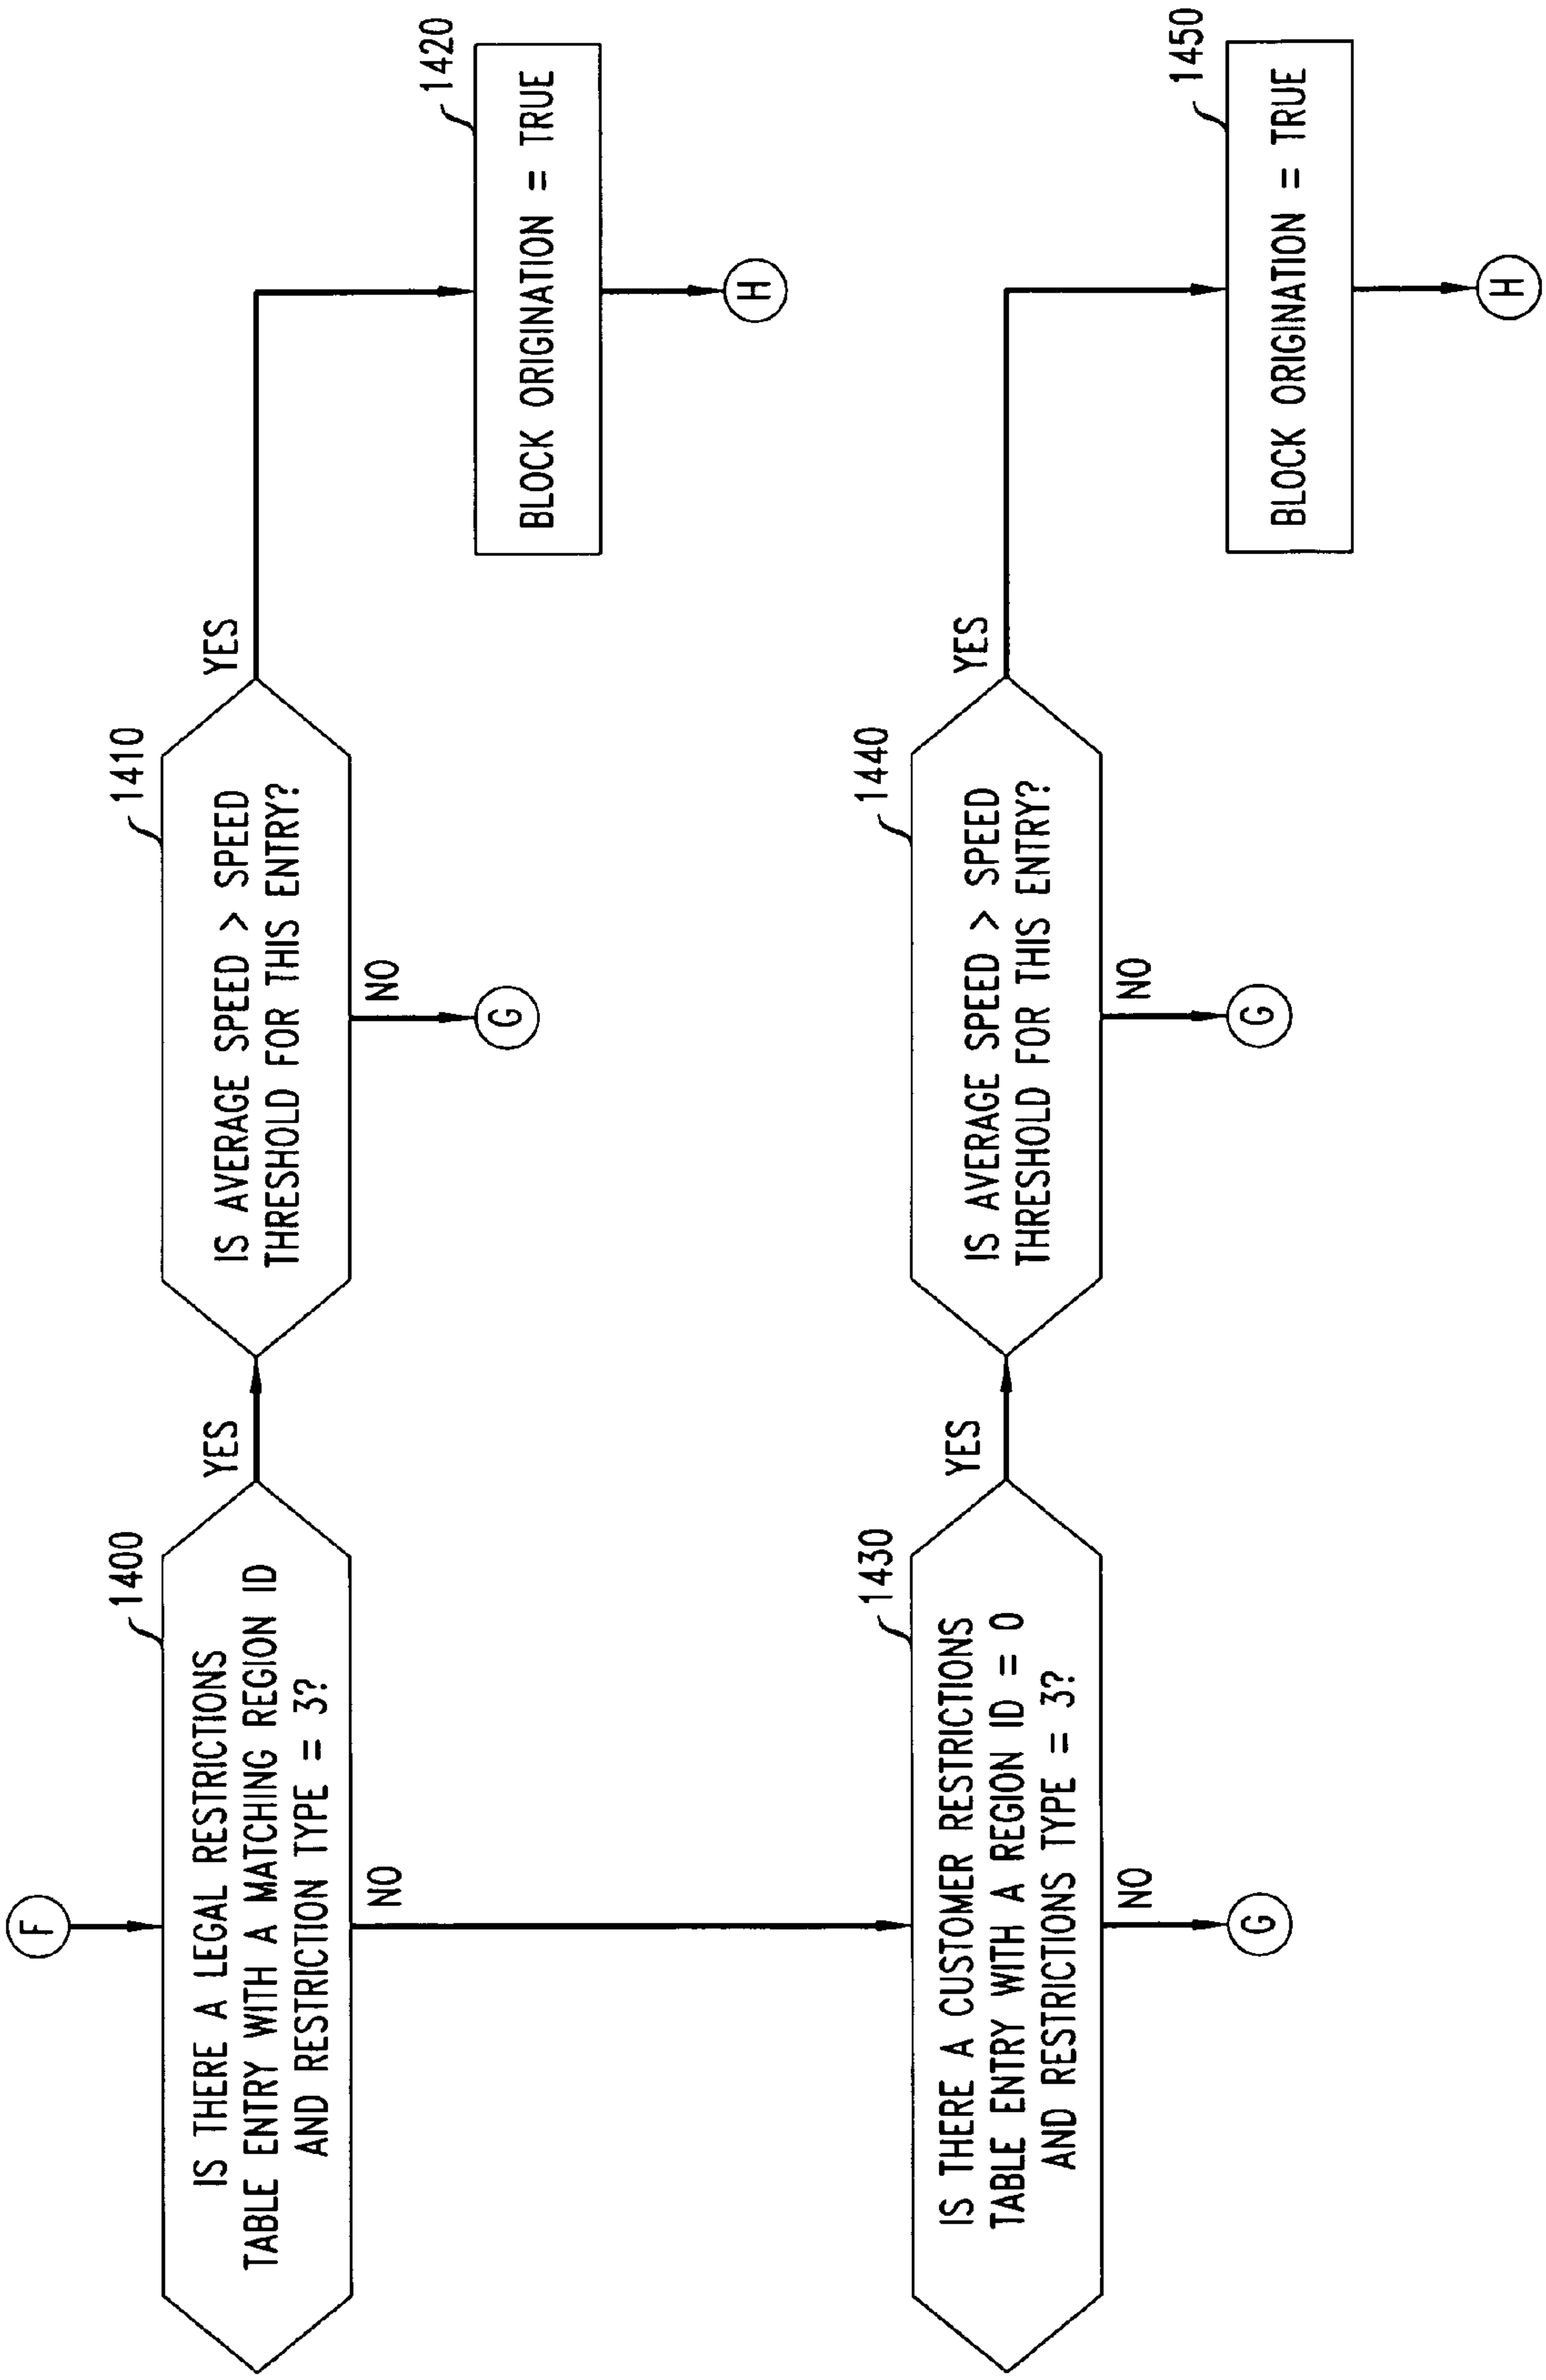 F
1400
IS THERE A LEGAL RESTRICTIONS
TABLE ENTRY WITH A MATCHING REGION ID
AND RESTRICTION TYPE = 3?
YES
NO
1410
IS AVERAGE SPEED > SPEED
THRESHOLD FOR THIS ENTRY?
YES
NO
G
1420
BLOCK ORIGINATION = TRUE
H
1430
IS THERE A CUSTOMER RESTRICTIONS
TABLE ENTRY WITH A REGION ID = 0
AND RESTRICTIONS TYPE = 3?
YES
NO
G
1440
IS AVERAGE SPEED > SPEED
THRESHOLD FOR THIS ENTRY?
YES
NO
G
1450
BLOCK ORIGINATION = TRUE
H